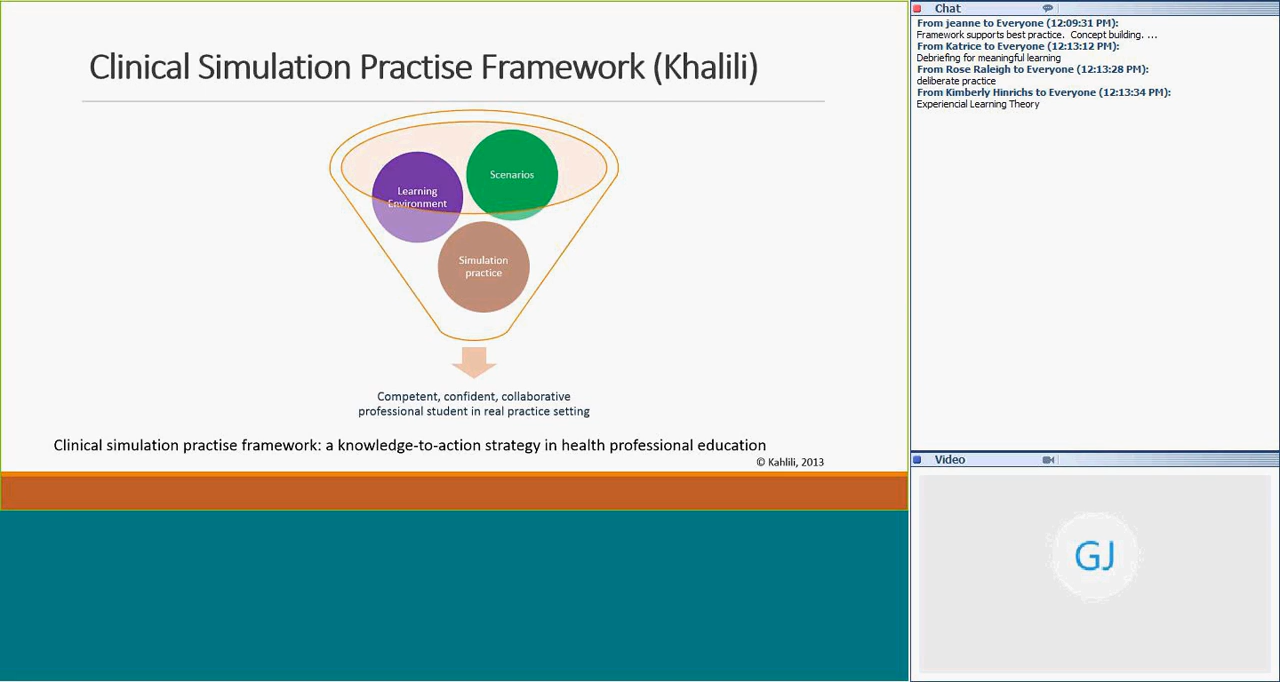 Clinical Simulation Practise Framework (Khalili)
Learning
Environment
Scenarios
Simulation
practice
Competent, confident, collaborative
professional student in real practice setting
Clinical simulation practise framework: a knowledge-to-action strategy in health professional education
© Kahlili, 2013
Chat
From jeanne to Everyone (12:09:31 PM):
Framework supports best practice.  Concept building. ...
From Katrice to Everyone (12:13:12 PM):
Debriefing for meaningful learning
From Rose Raleigh to Everyone (12:13:28 PM):
deliberate practice
From Kimberly Hinrichs to Everyone (12:13:34 PM):
Experiencial Learning Theory
Video
GJ